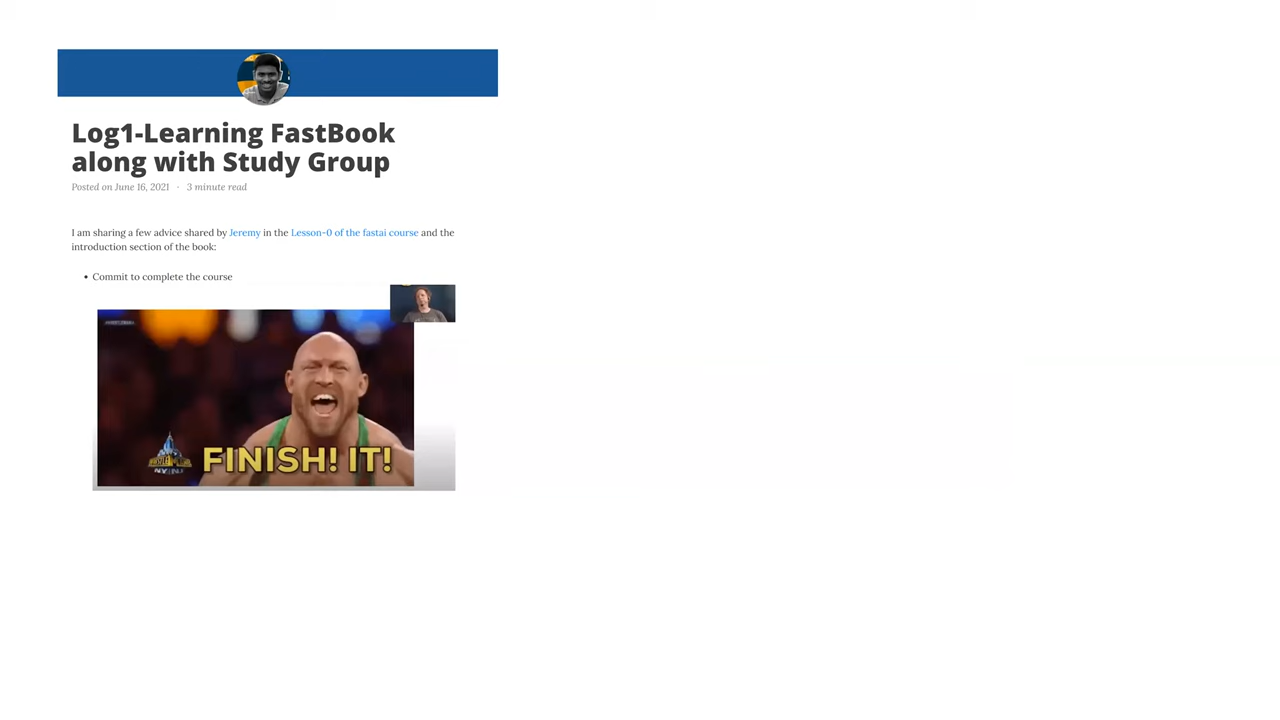 Log1-Learning FastBook
along with Study Group
Posted on June 16, 2021 · 3 minute read
I am sharing a few advice shared by Jeremy in the Lesson-0 of the fastai course and the
introduction section of the book:
• Commit to complete the course
FINISH! IT!